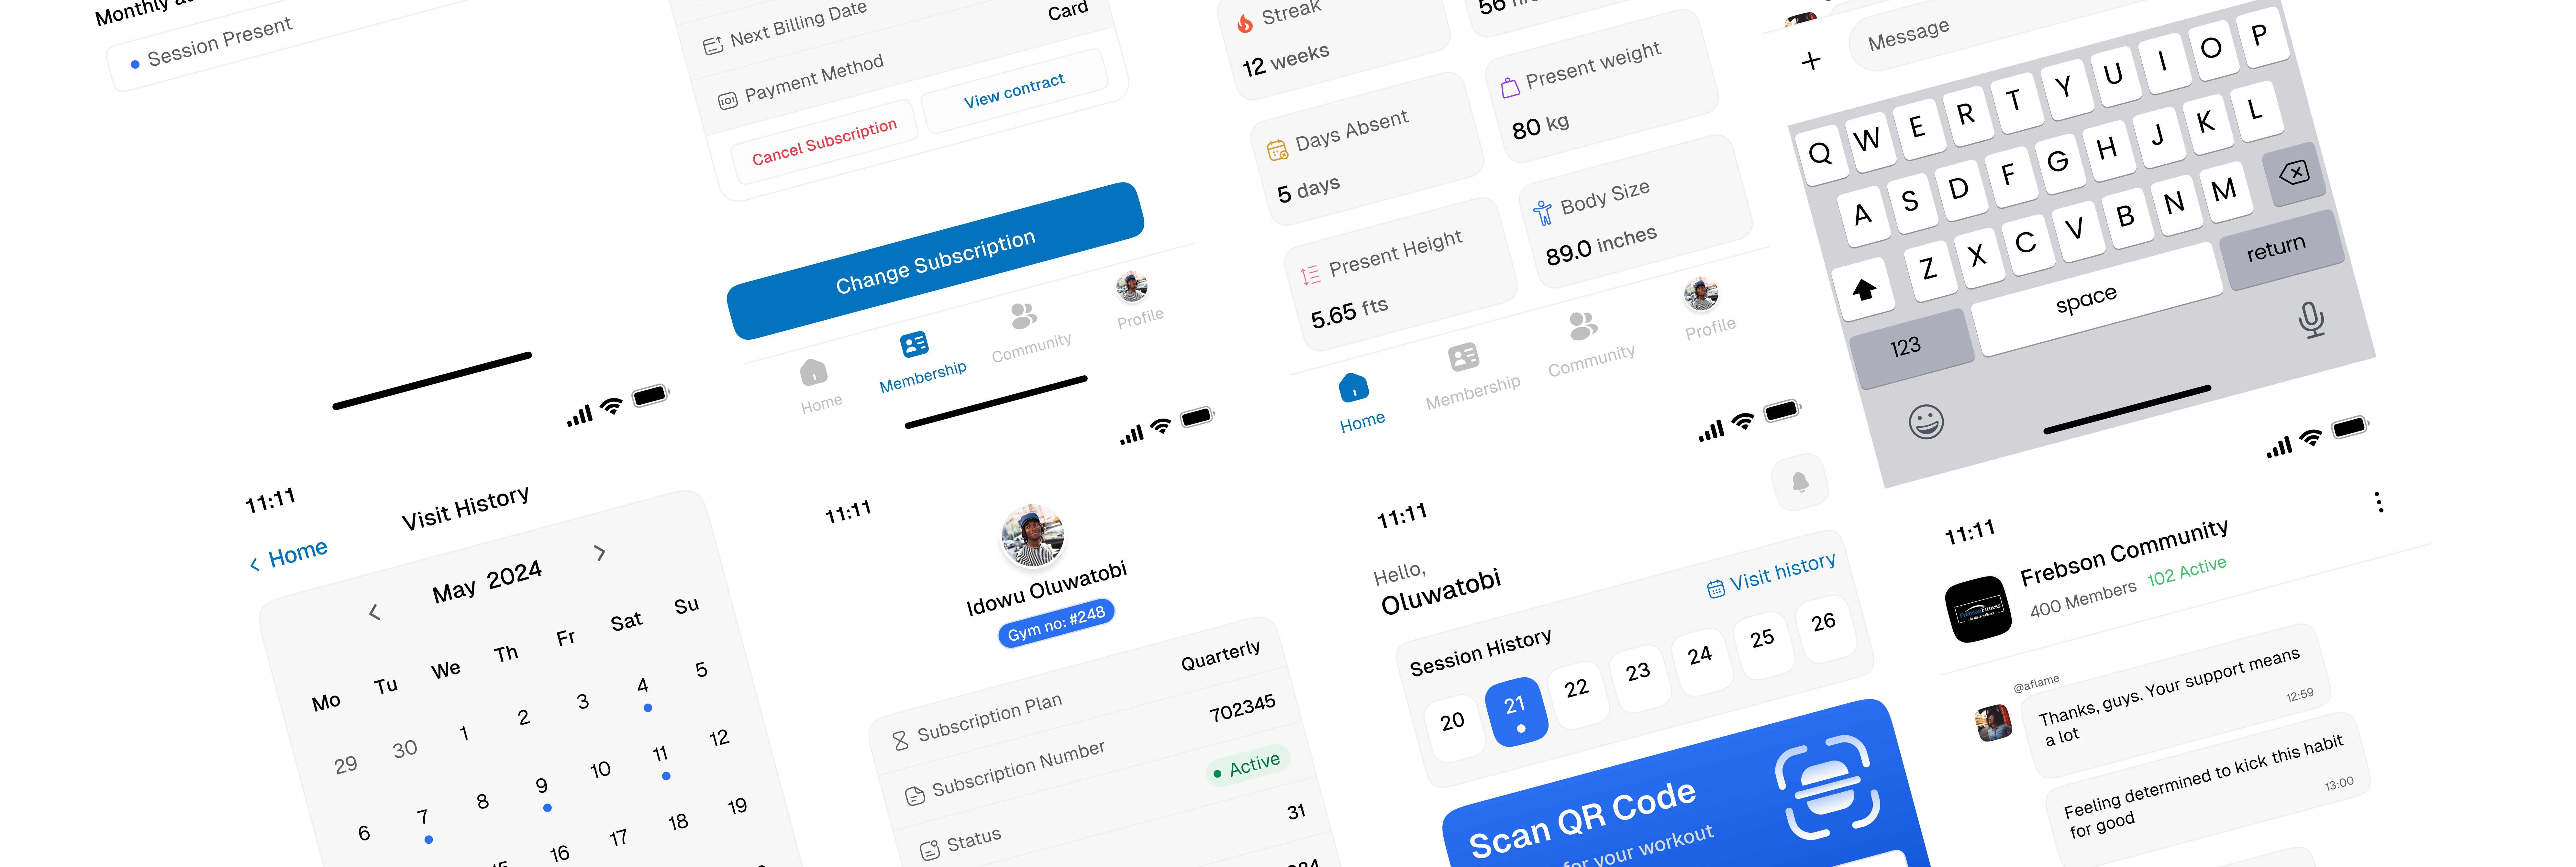 Monthly
Session Present
Next Billing Date
Card
Payment Method
Cancel Subscription
View contract
Change Subscription
Home
Membership
Community
Profile
Streak
12 weeks
56
Days Absent
5 days
Present weight
80 kg
Present Height
5.65 fts
Body Size
89.0 inches
Home
Membership
Community
Profile
Message
Q W E R T Y U I O P
A S D F G H J K L
Z X C V B N M
123
space
return
11:11
Visit History
Home
May 2024
Mo Tu We Th Fr Sat Su
29 30 1 2 3 4 5
6 7 8 9 10 11 12
16 17 18 19
11:11
Idowu Oluwatobi
Gym no: #248
Subscription Plan
Quarterly
Subscription Number
702345
Status
Active
31
11:11
Hello,
Oluwatobi
Visit history
Session History
20 21 22 23 24 25 26
Scan QR Code
for your workout
11:11
Frebson Community
400 Members 102 Active
@aflame
Thanks, guys. Your support means
a lot
12:59
Feeling determined to kick this habit
for good
13:00